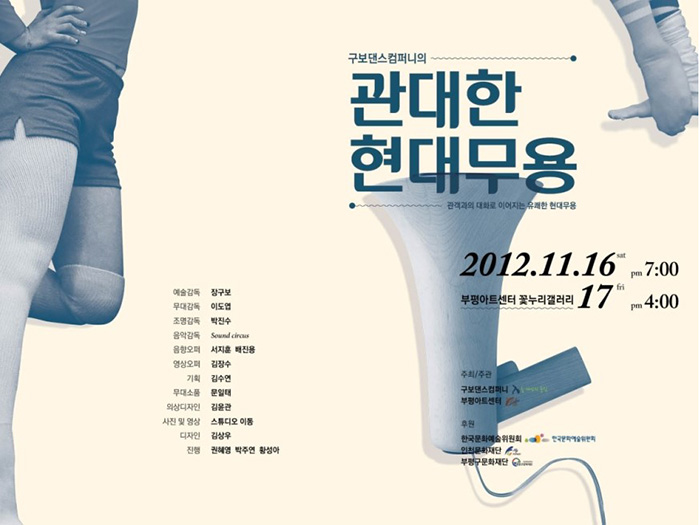 구보댄스컴퍼니의
관대한
현대무용
관객과의 대화로 이어지는 유쾌한 현대무용
2012.11.16 sat pm 7:00
부평아트센터 꽃누리갤러리 17 fri pm 4:00
예술감독 장구보
무대감독 이도엽
조명감독 박진수
음악감독 Sound circus
음향오퍼 서지훈 배진용
영상오퍼 김장수
기획 김수연
무대소품 문일태
의상디자인 김윤관
사진 및 영상 스튜디오 이동
디자인 김상우
진행 권혜영 박주연 황성아
주최/주관
구보댄스컴퍼니
부평아트센터
후원
한국문화예술위원회 한국문화예술위원회
인천문화재단
부평구문화재단